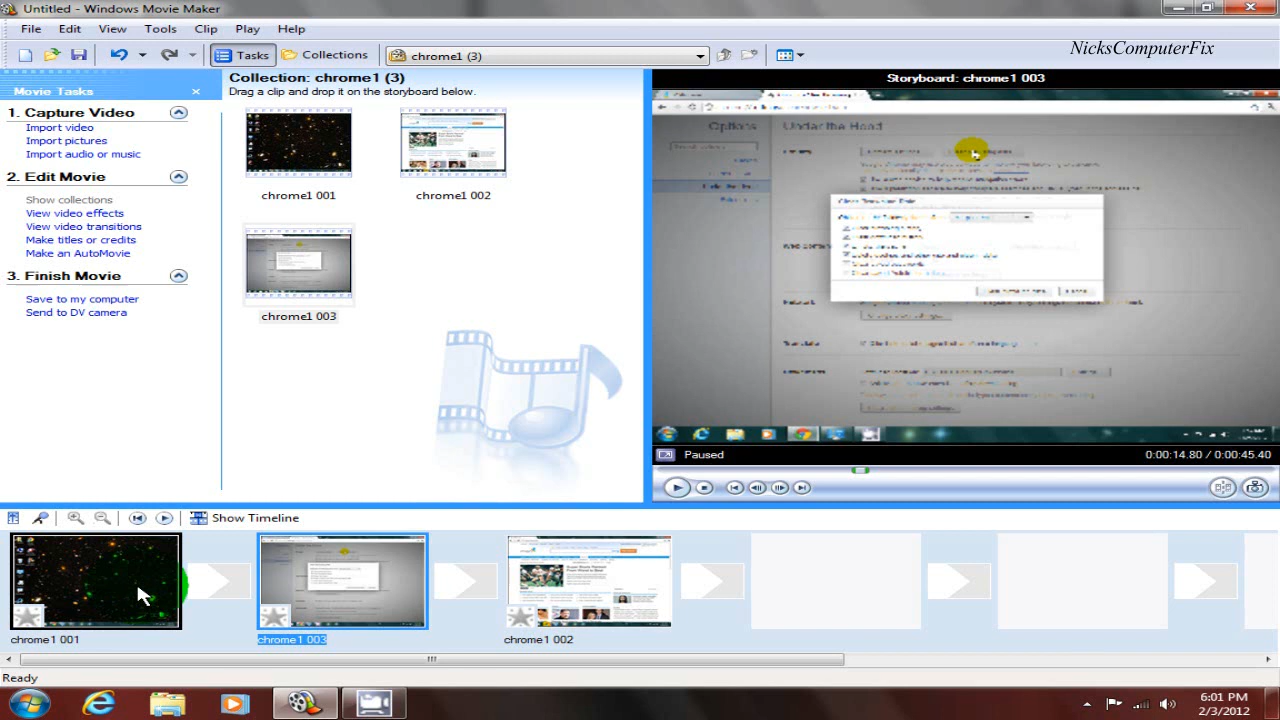 Untitled - Windows Movie Maker
File Edit View Tools Clip Play Help
Tasks Collections chrome1 (3)
NicksComputerFix
Movie Tasks
1. Capture Video
Import video
Import pictures
Import audio or music
2. Edit Movie
Show collections
View video effects
View video transitions
Make titles or credits
Make an AutoMovie
3. Finish Movie
Save to my computer
Send to DV camera
Collection: chrome1 (3)
Drag a clip and drop it on the storyboard below.
chrome1 001 chrome1 002
chrome1 003
Storyboard: chrome1 003
Options Under the Hood
Paused 0:00:14.80 / 0:00:45.40
Show Timeline
chrome1 001 chrome1 003 chrome1 002
Ready
6:01 PM
2/3/2012